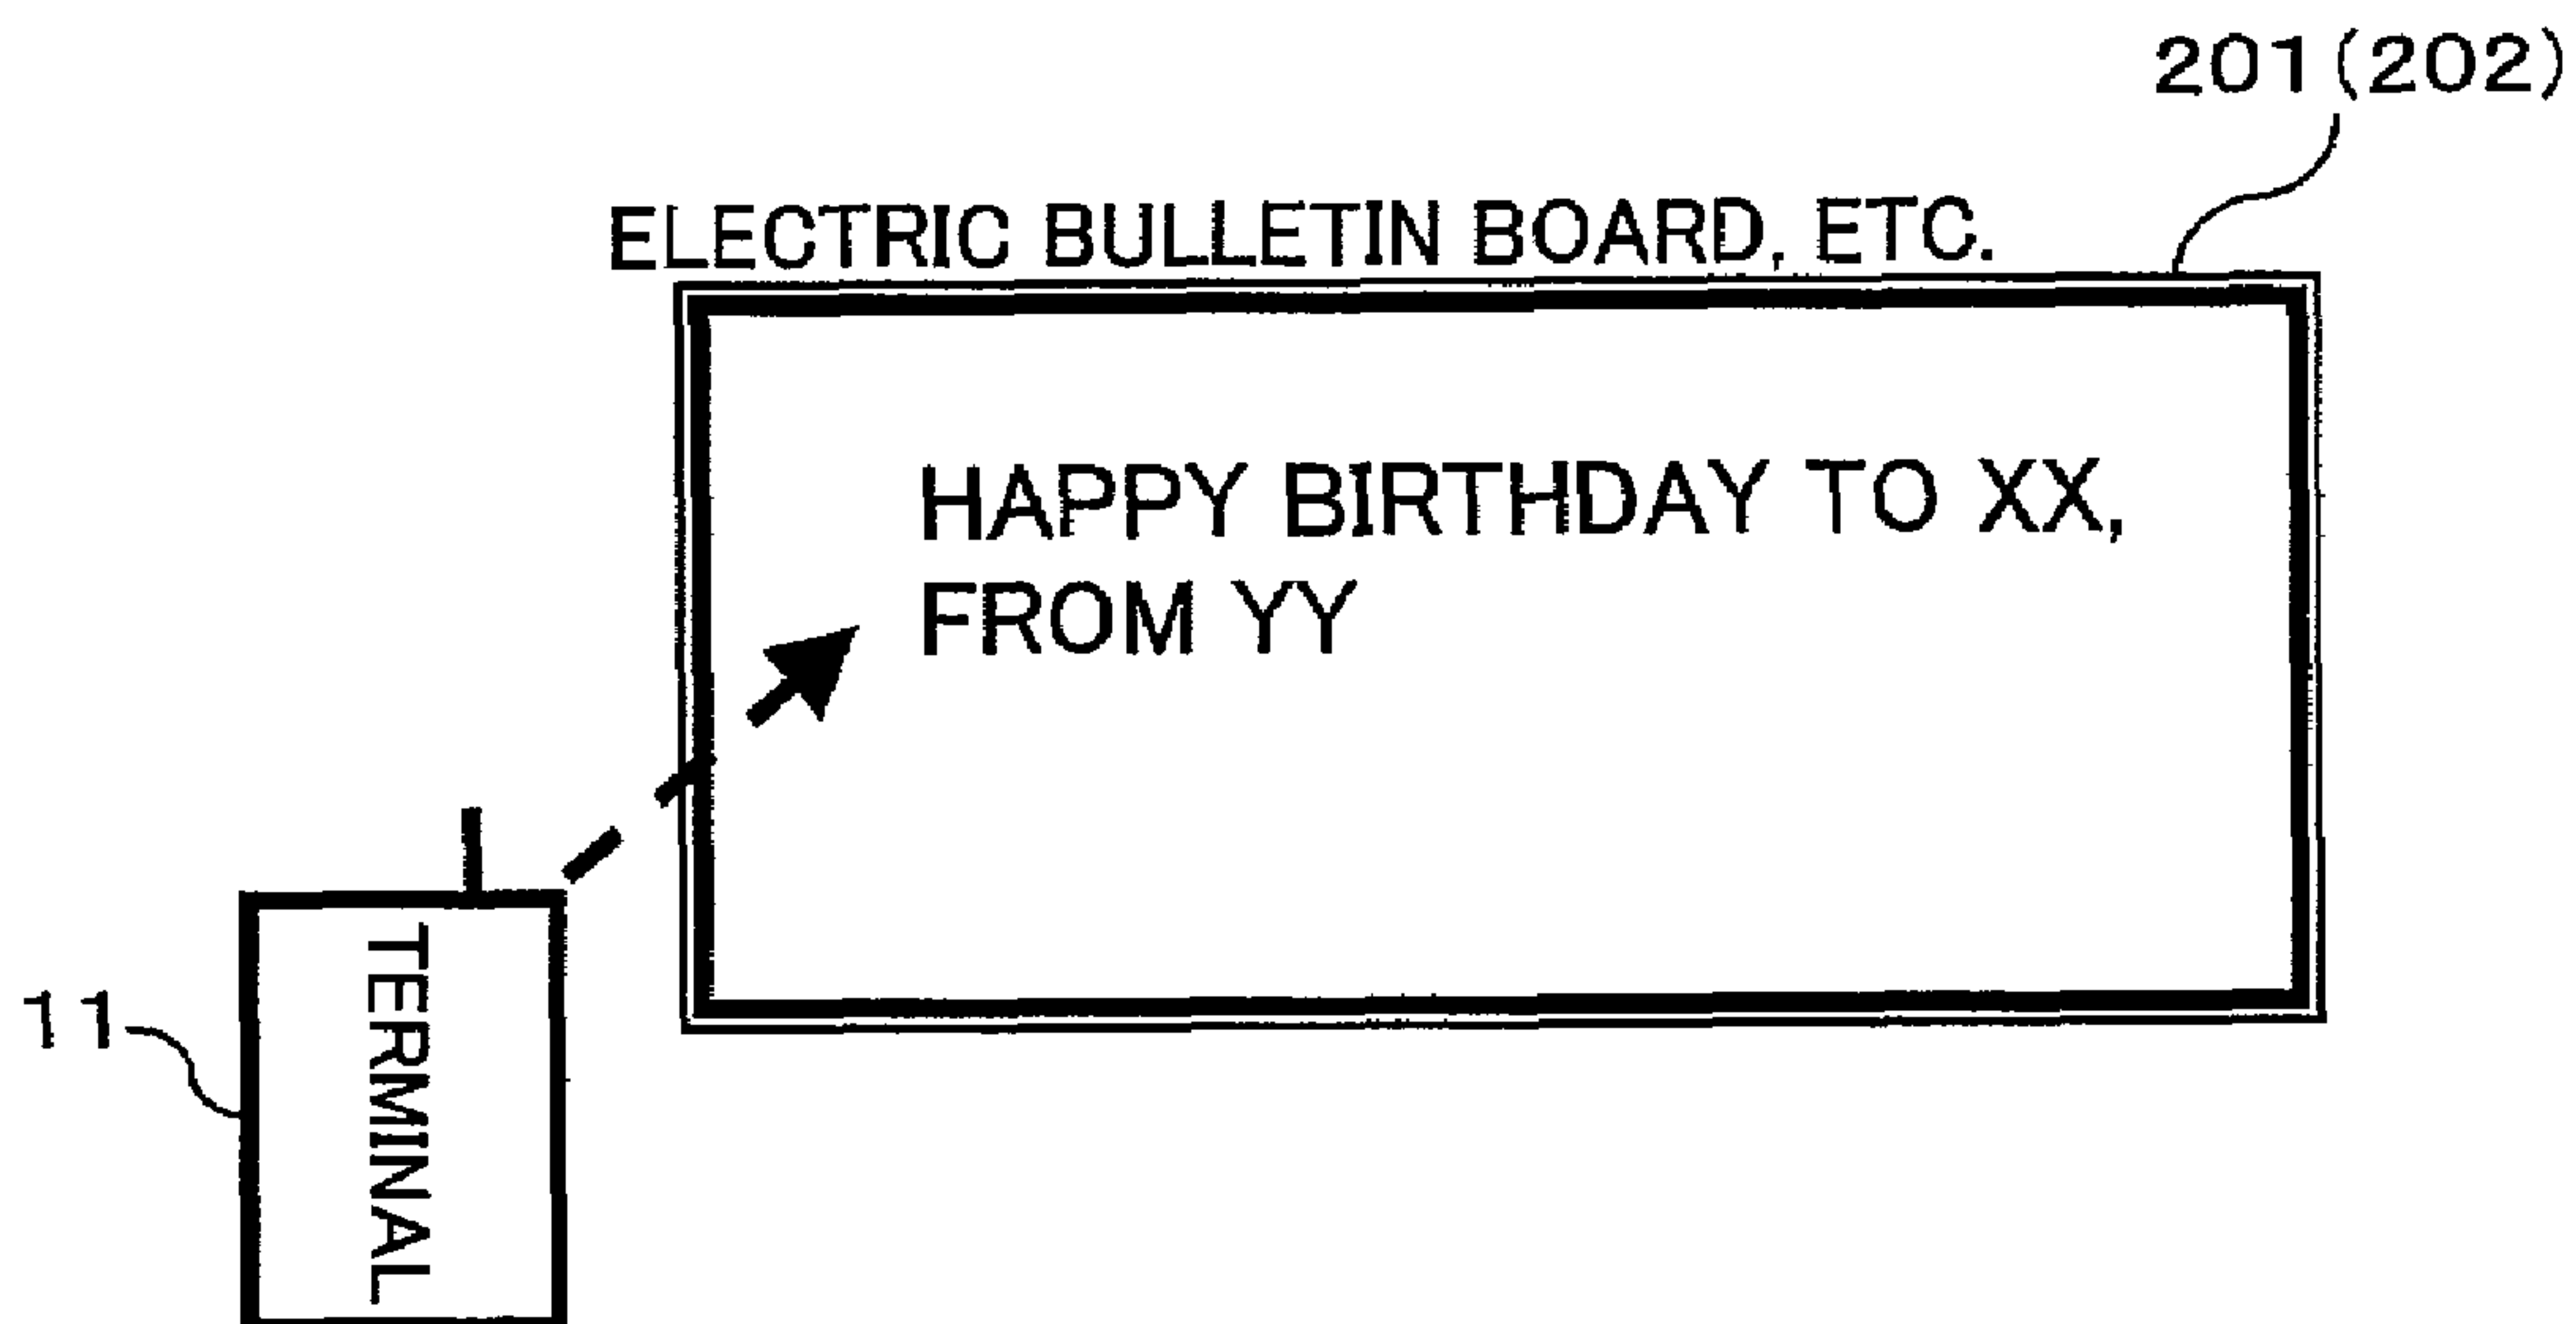 201(202)
ELECTRIC BULLETIN BOARD, ETC.
HAPPY BIRTHDAY TO XX,
FROM YY
11
TERMINAL